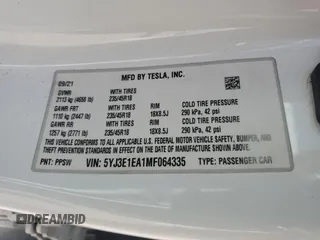 MFD BY TESLA, INC.
09/21
GVWR WITH TIRES
2113 kg (4656 lb) 235/45R18
GAWR FRT WITH TIRES RIM COLD TIRE PRESSURE
1110 kg (2447 lb) 235/45R18 18X8.5J 290 kPa, 42 psi
GAWR RR WITH TIRES RIM COLD TIRE PRESSURE
1257 kg (2771 lb) 235/45R18 18X8.5J 290 kPa, 42 psi
THIS VEHICLE CONFORMS TO ALL APPLICABLE U.S. FEDERAL MOTOR VEHICLE SAFETY, BUMPER, AND
THEFT PREVENTION STANDARDS IN EFFECT ON THE DATE OF MANUFACTURE SHOWN ABOVE.
PNT: PPSW VIN: 5YJ3E1EA1MF064335 TYPE: PASSENGER CAR
DREAMBID